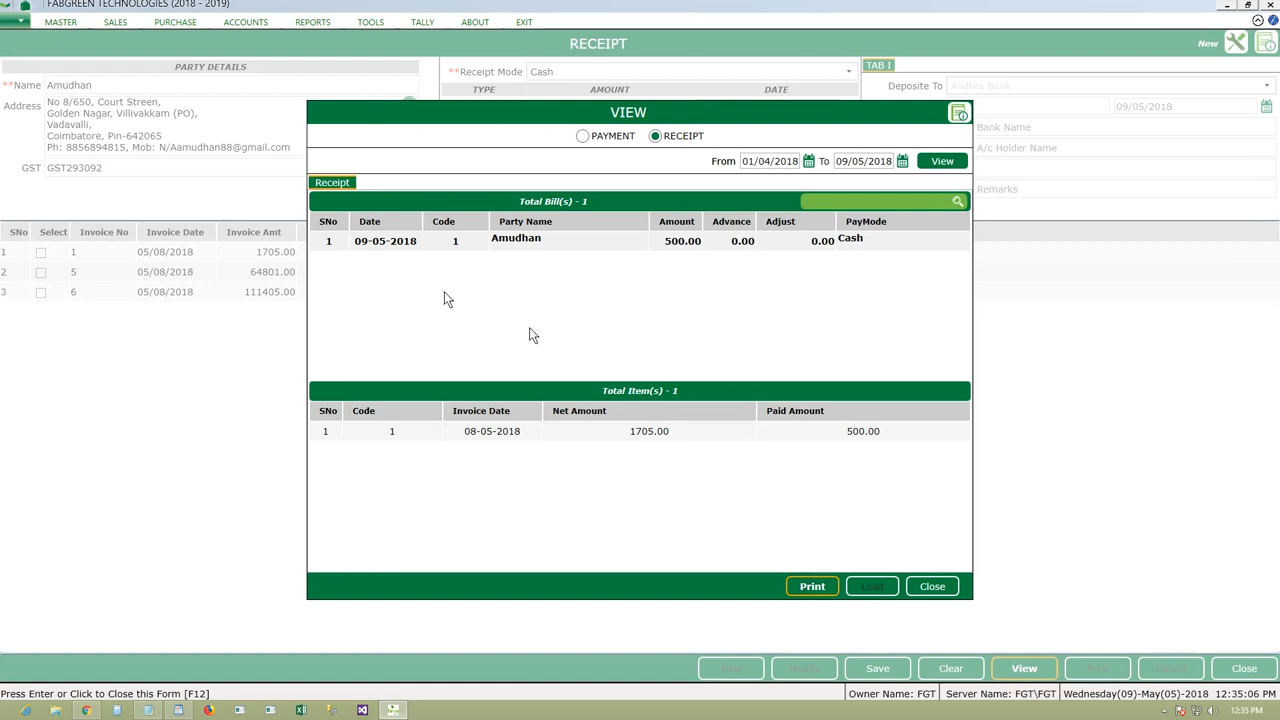 FABGREEN TECHNOLOGIES (2018 - 2019)
MASTER SALES PURCHASE ACCOUNTS REPORTS TOOLS TALLY ABOUT EXIT
RECEIPT
New
PARTY DETAILS
**Name Amudhan
Address No 8/650, Court Street,
Golden Nagar, Villivakkam (PO),
Vadavalli,
Coimbatore, Pin-642065
Ph: 8856894815, Mob: N/Aamudhan88@gmail.com
GST GST293092
**Receipt Mode Cash
TYPE AMOUNT DATE
TAB I
Deposite To Andhra Bank
09/05/2018
Bank Name
A/c Holder Name
Remarks
SNo Select Invoice No Invoice Date Invoice Amt
1 1 05/08/2018 1705.00
2 5 05/08/2018 64801.00
3 6 05/08/2018 111405.00
VIEW
PAYMENT RECEIPT
From 01/04/2018 To 09/05/2018 View
Receipt
Total Bill(s) - 1
SNo Date Code Party Name Amount Advance Adjust PayMode
1 09-05-2018 1 Amudhan 500.00 0.00 0.00 Cash
Total Item(s) - 1
SNo Code Invoice Date Net Amount Paid Amount
1 1 08-05-2018 1705.00 500.00
Print Load Close
New Modify Save Clear View Print Cancel Close
Press Enter or Click to Close this Form [F12]
Owner Name: FGT Server Name: FGT\FGT Wednesday(09)-May(05)-2018 12:35:06 PM
12:35 PM